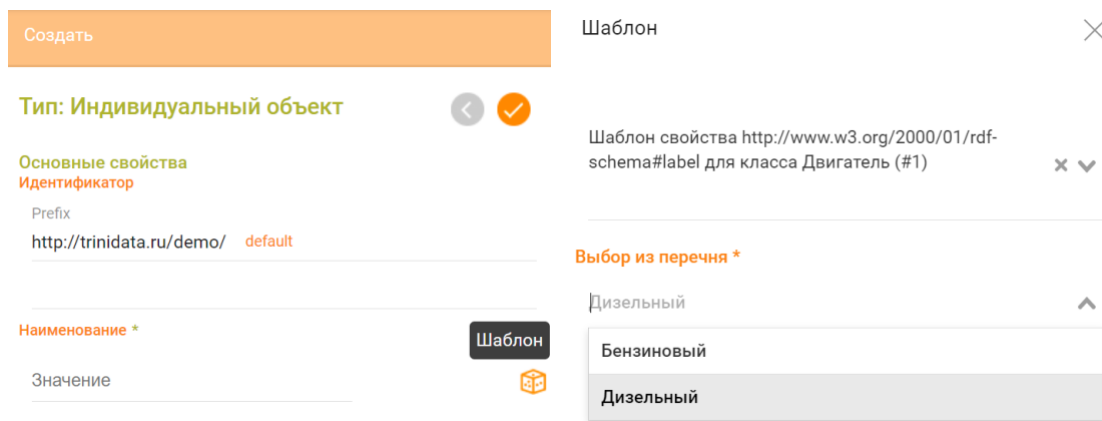 Создать
Тип: Индивидуальный объект
Основные свойства
Идентификатор
Prefix
http://trinidata.ru/demo/ default
Наименование *
Шаблон
Значение
Шаблон
Шаблон свойства http://www.w3.org/2000/01/rdf-
schema#label для класса Двигатель (#1)
Выбор из перечня *
Дизельный
Бензиновый
Дизельный